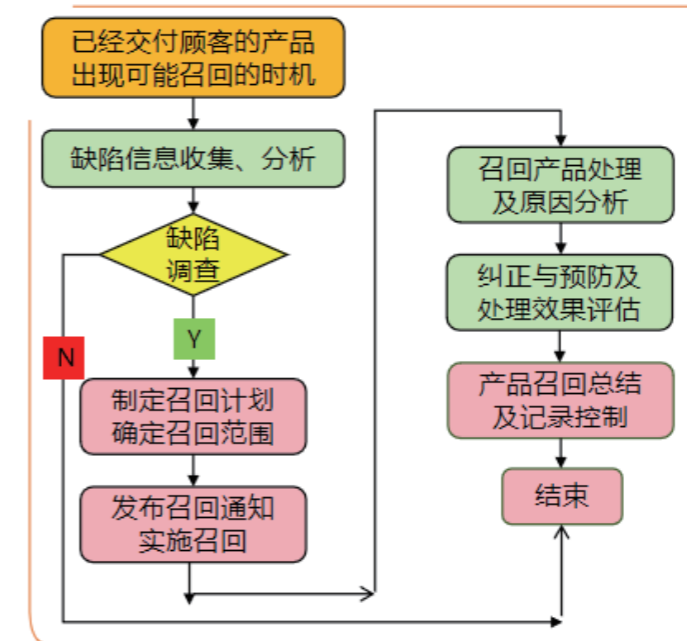 已经交付顾客的产品
出现可能召回的时机
缺陷信息收集、分析
缺陷
调查
Y
N
制定召回计划
确定召回范围
发布召回通知
实施召回
召回产品处理
及原因分析
纠正与预防及
处理效果评估
产品召回总结
及记录控制
结束